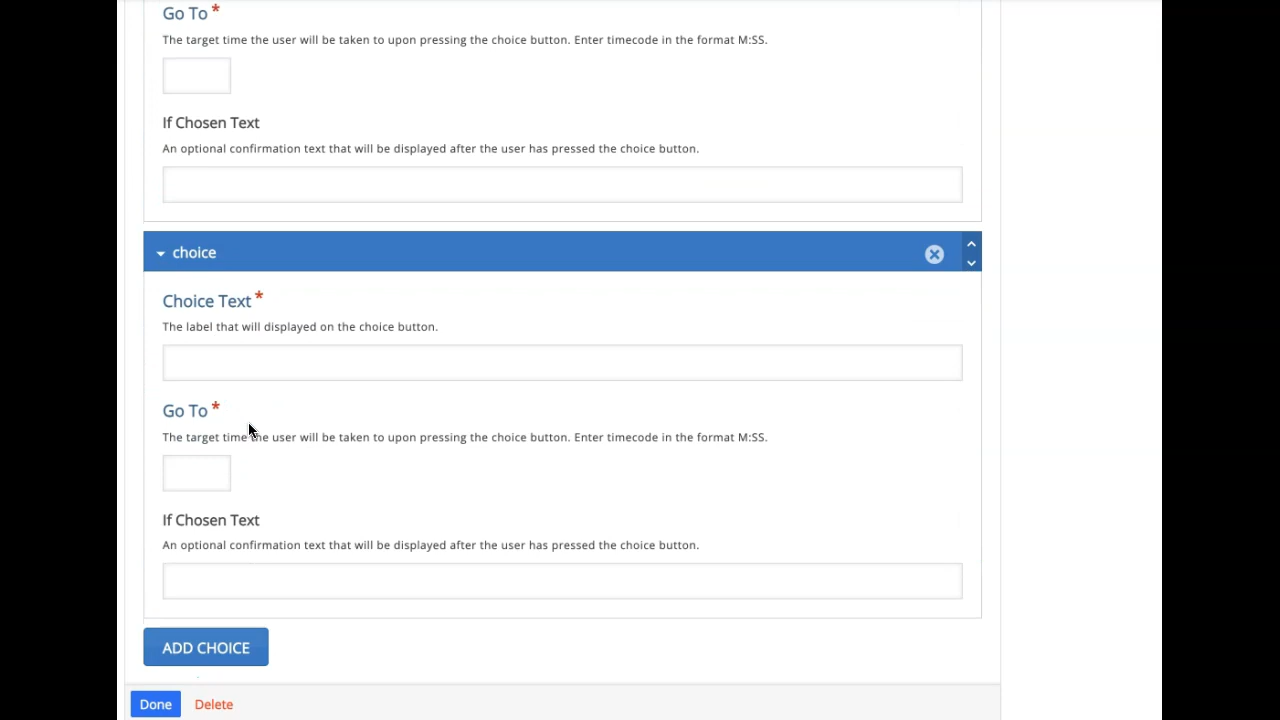 Go To *
The target time the user will be taken to upon pressing the choice button. Enter timecode in the format M:SS.
If Chosen Text
An optional confirmation text that will be displayed after the user has pressed the choice button.
choice
Choice Text *
The label that will displayed on the choice button.
Go To *
The target time the user will be taken to upon pressing the choice button. Enter timecode in the format M:SS.
If Chosen Text
An optional confirmation text that will be displayed after the user has pressed the choice button.
ADD CHOICE
Done Delete